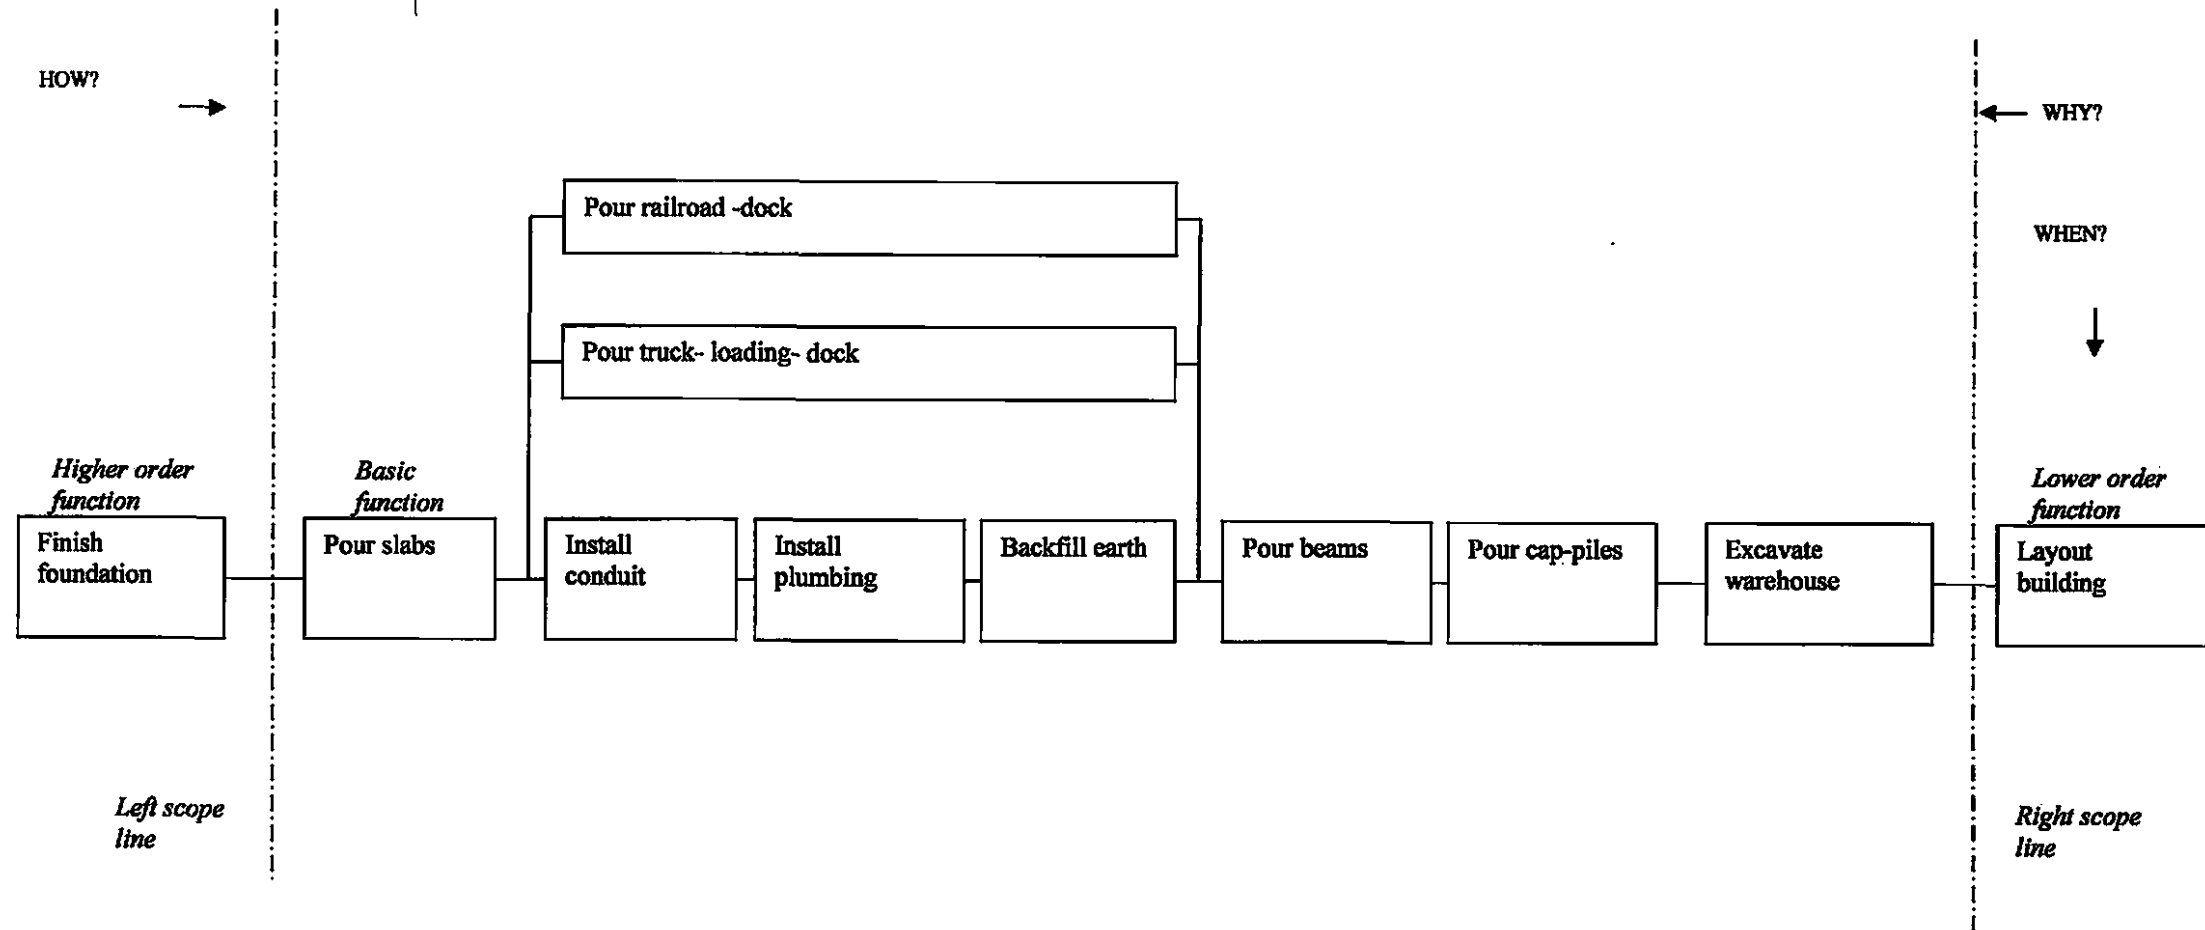 HOW?
WHY?
Pour railroad -dock
WHEN?
Pour truck- loading- dock
Higher order
function
Basic
function
Lower order
function
Finish
foundation
Pour slabs
Install
conduit
Install
plumbing
Backfill earth
Pour beams
Pour cap-piles
Excavate
warehouse
Layout
building
Left scope
line
Right scope
line